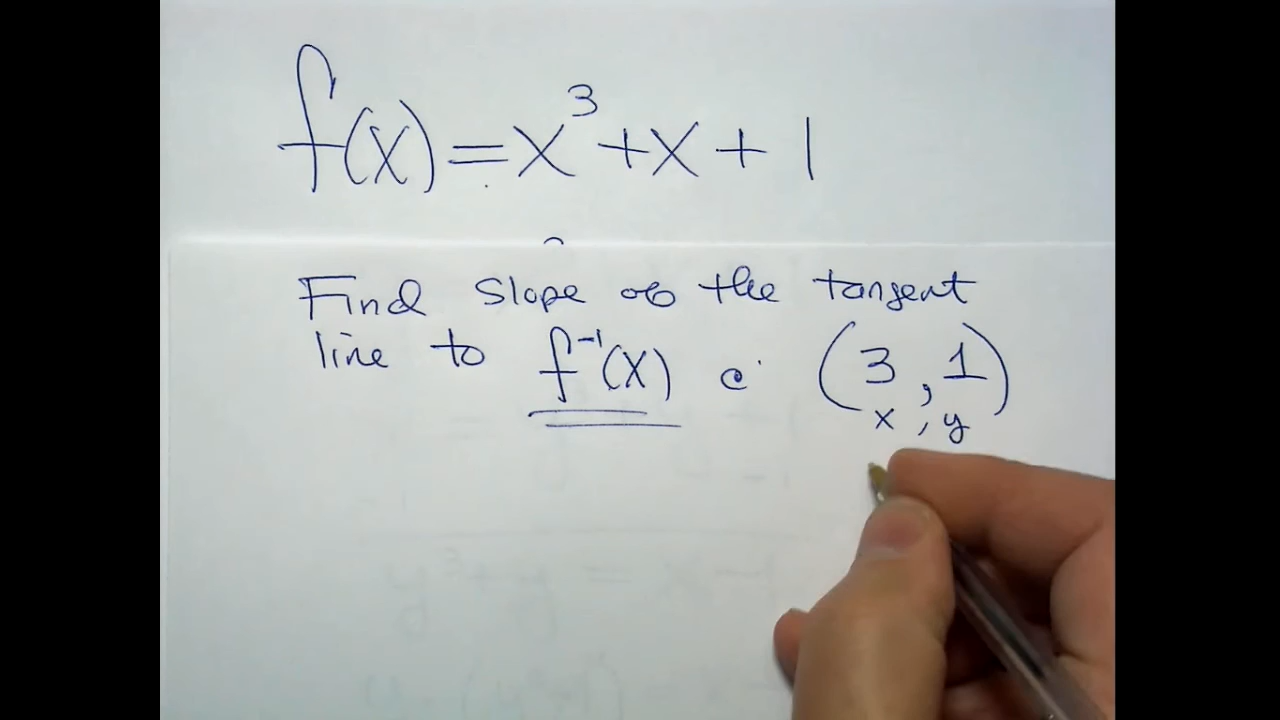 f(x) = x³ + x + 1
Find slope of the tangent
line to f⁻¹(x) @ (3, 1)
x, y